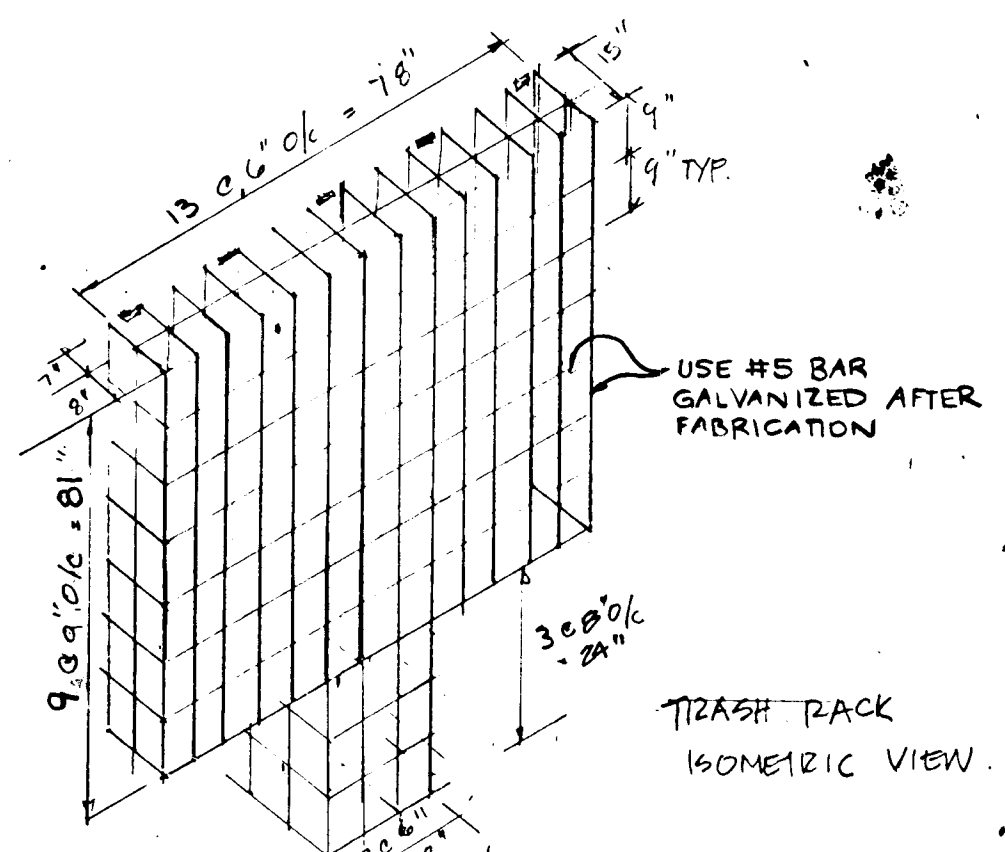 13 @ 6" O/C = 78"
15"
9"
9" TYP.
7"
8"
9 @ 9" O/C = 81"
USE #5 BAR
GALVANIZED AFTER
FABRICATION
3 @ 8" O/C
= 24"
TRASH RACK
ISOMETRIC VIEW.
@ 6"